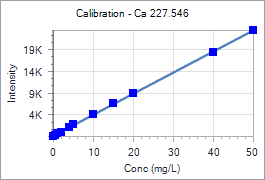 Calibration - Ca 227.546
Intensity
19K
14K
9K
4K
0
10
20
30
40
50
Conc (mg/L)